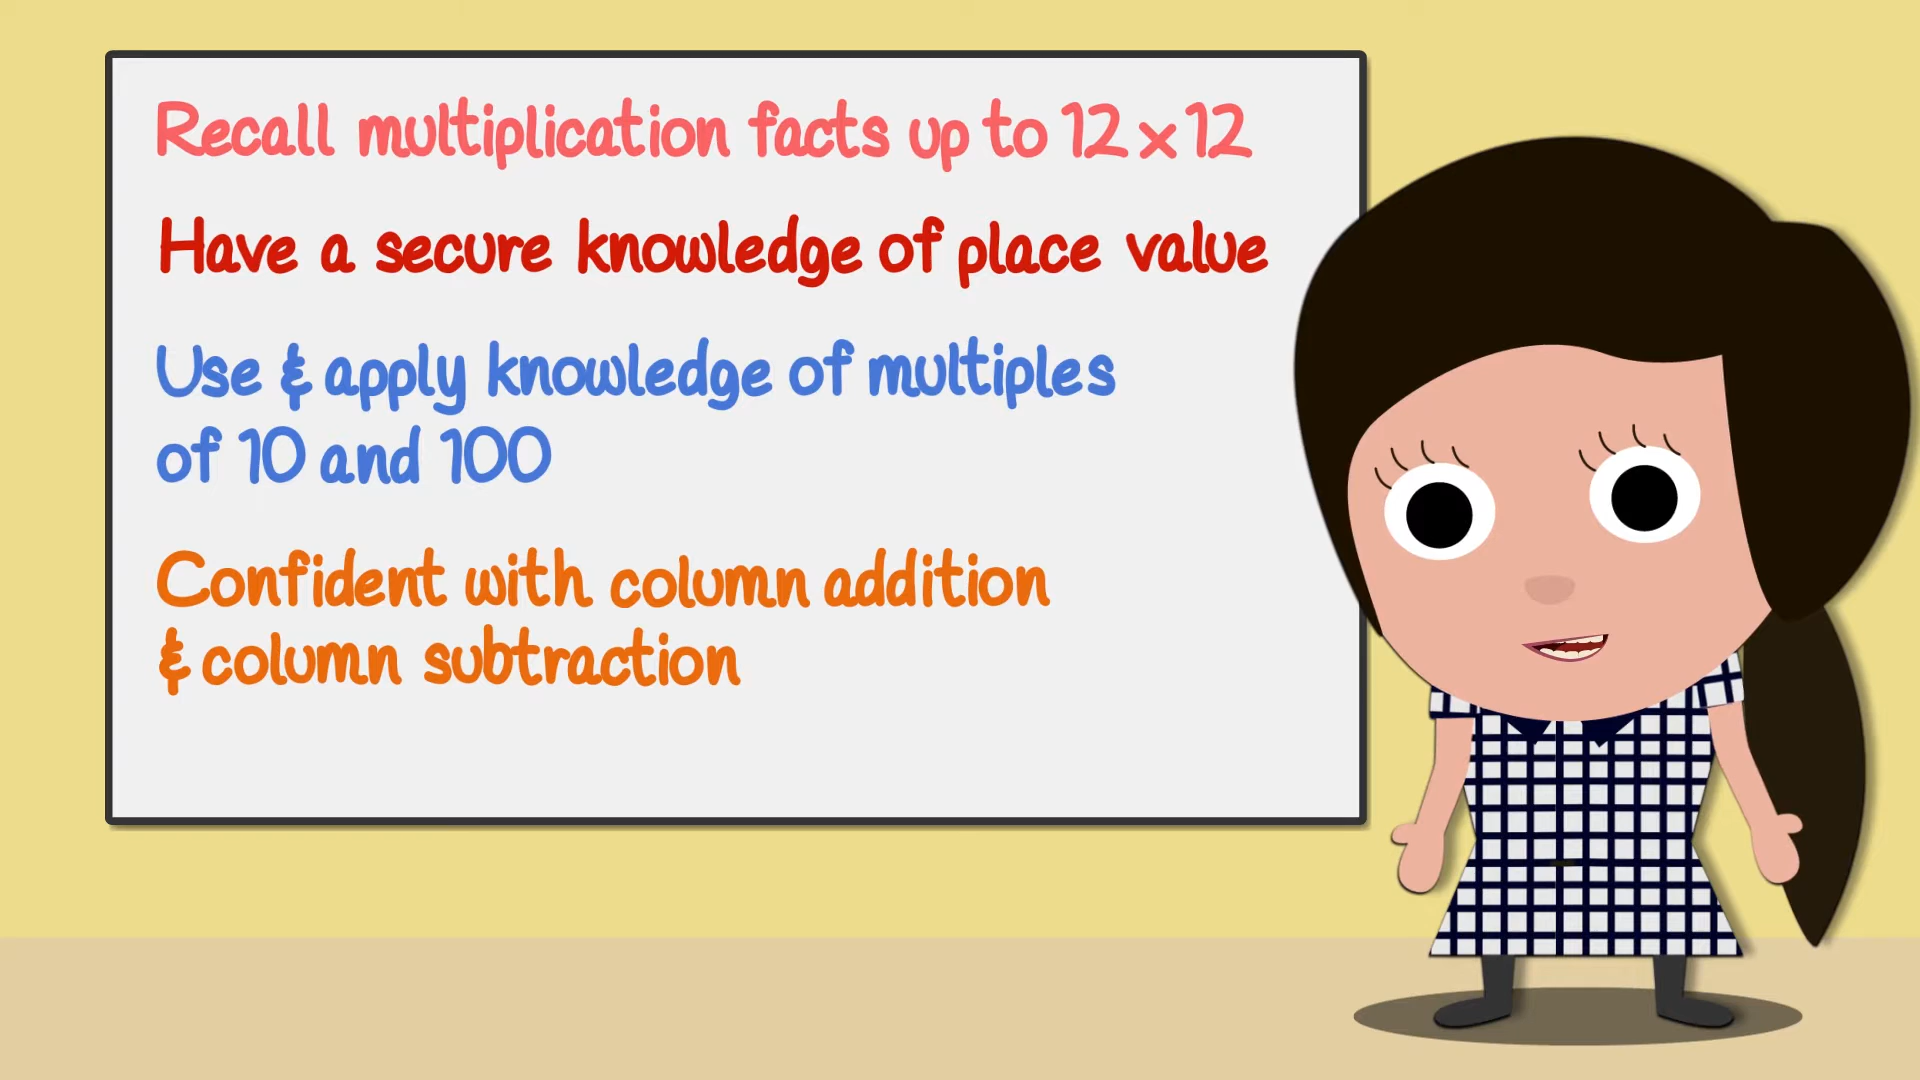 Recall multiplication facts up to 12 x 12
Have a secure knowledge of place value
Use & apply knowledge of multiples
of 10 and 100
Confident with column addition
& column subtraction